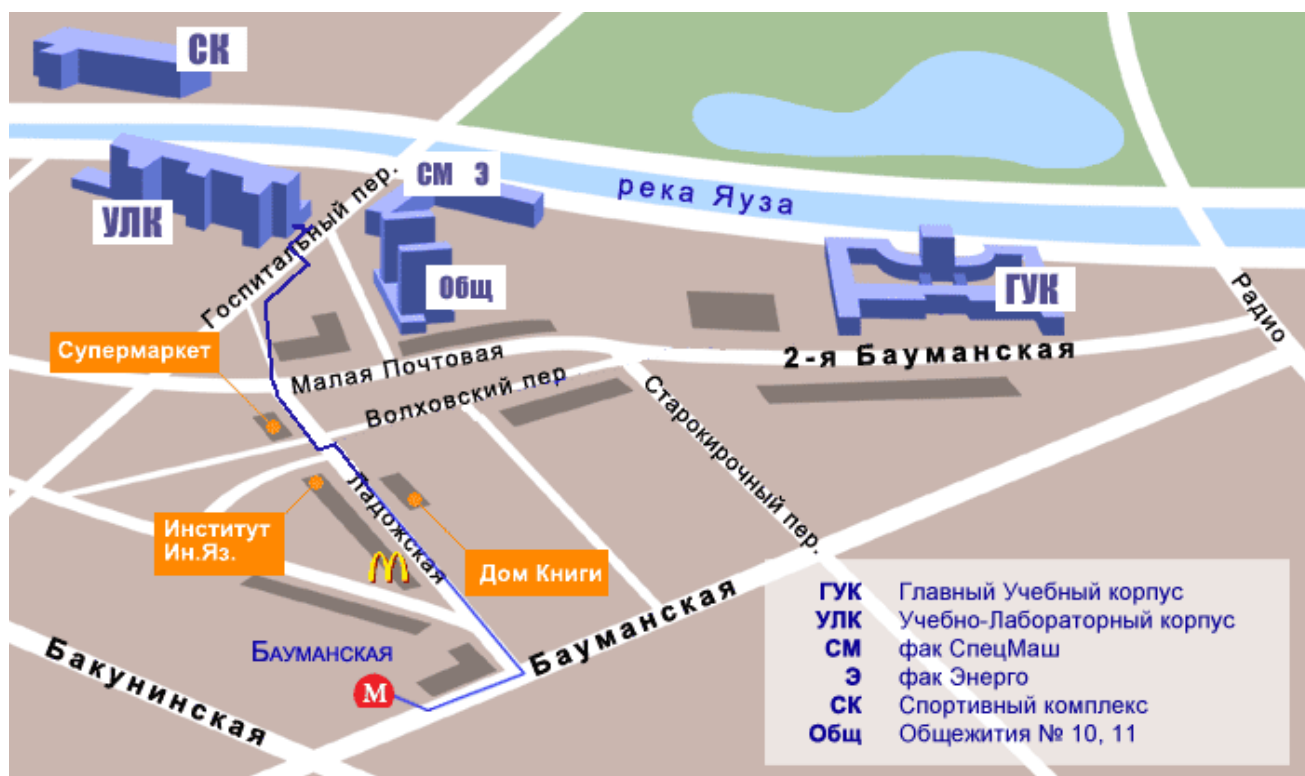 СК
СМ Э
УЛК
Госпитальный пер.
река Яуза
Общ
ГУК
Радио
Супермаркет
Малая Почтовая
2-я Бауманская
Волховский пер
Старокирочный пер.
Ладожская
Институт
Ин.Яз.
Дом Книги
Бауманская
БАУМАНСКАЯ
М
Бакунинская
ГУК Главный Учебный корпус
УЛК Учебно-Лабораторный корпус
СМ фак СпецМаш
Э фак Энерго
СК Спортивный комплекс
Общ Общежития № 10, 11